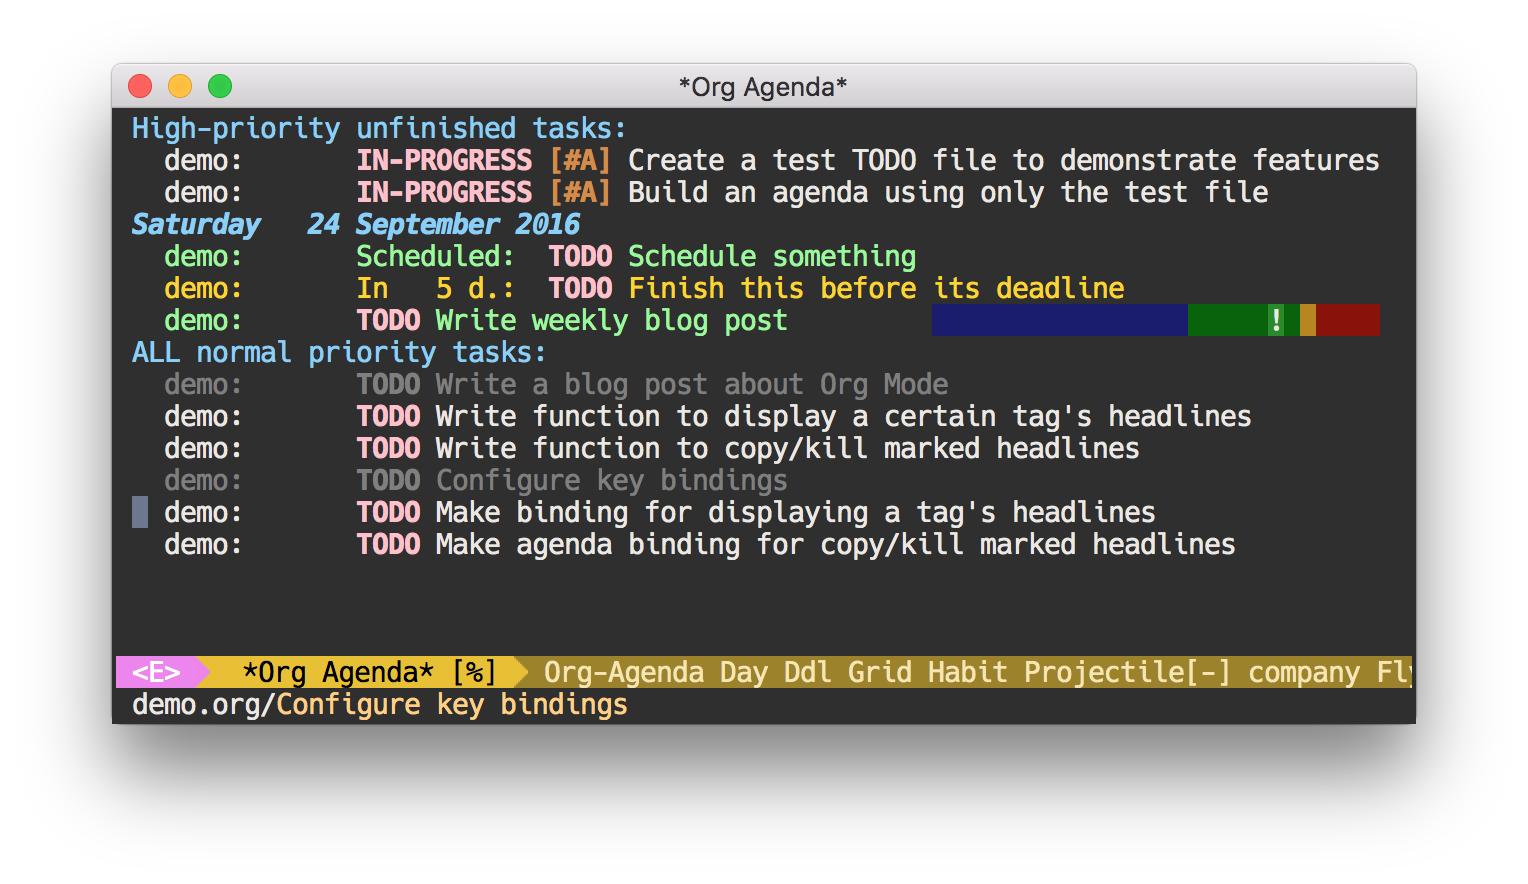 *Org Agenda*
High-priority unfinished tasks:
demo: IN-PROGRESS [#A] Create a test TODO file to demonstrate features
demo: IN-PROGRESS [#A] Build an agenda using only the test file
Saturday 24 September 2016
demo: Scheduled: TODO Schedule something
demo: In 5 d.: TODO Finish this before its deadline
demo: TODO Write weekly blog post !
ALL normal priority tasks:
demo: TODO Write a blog post about Org Mode
demo: TODO Write function to display a certain tag's headlines
demo: TODO Write function to copy/kill marked headlines
demo: TODO Configure key bindings
demo: TODO Make binding for displaying a tag's headlines
demo: TODO Make agenda binding for copy/kill marked headlines
<E> *Org Agenda* [%] Org-Agenda Day Ddl Grid Habit Projectile[-] company
demo.org/Configure key bindings